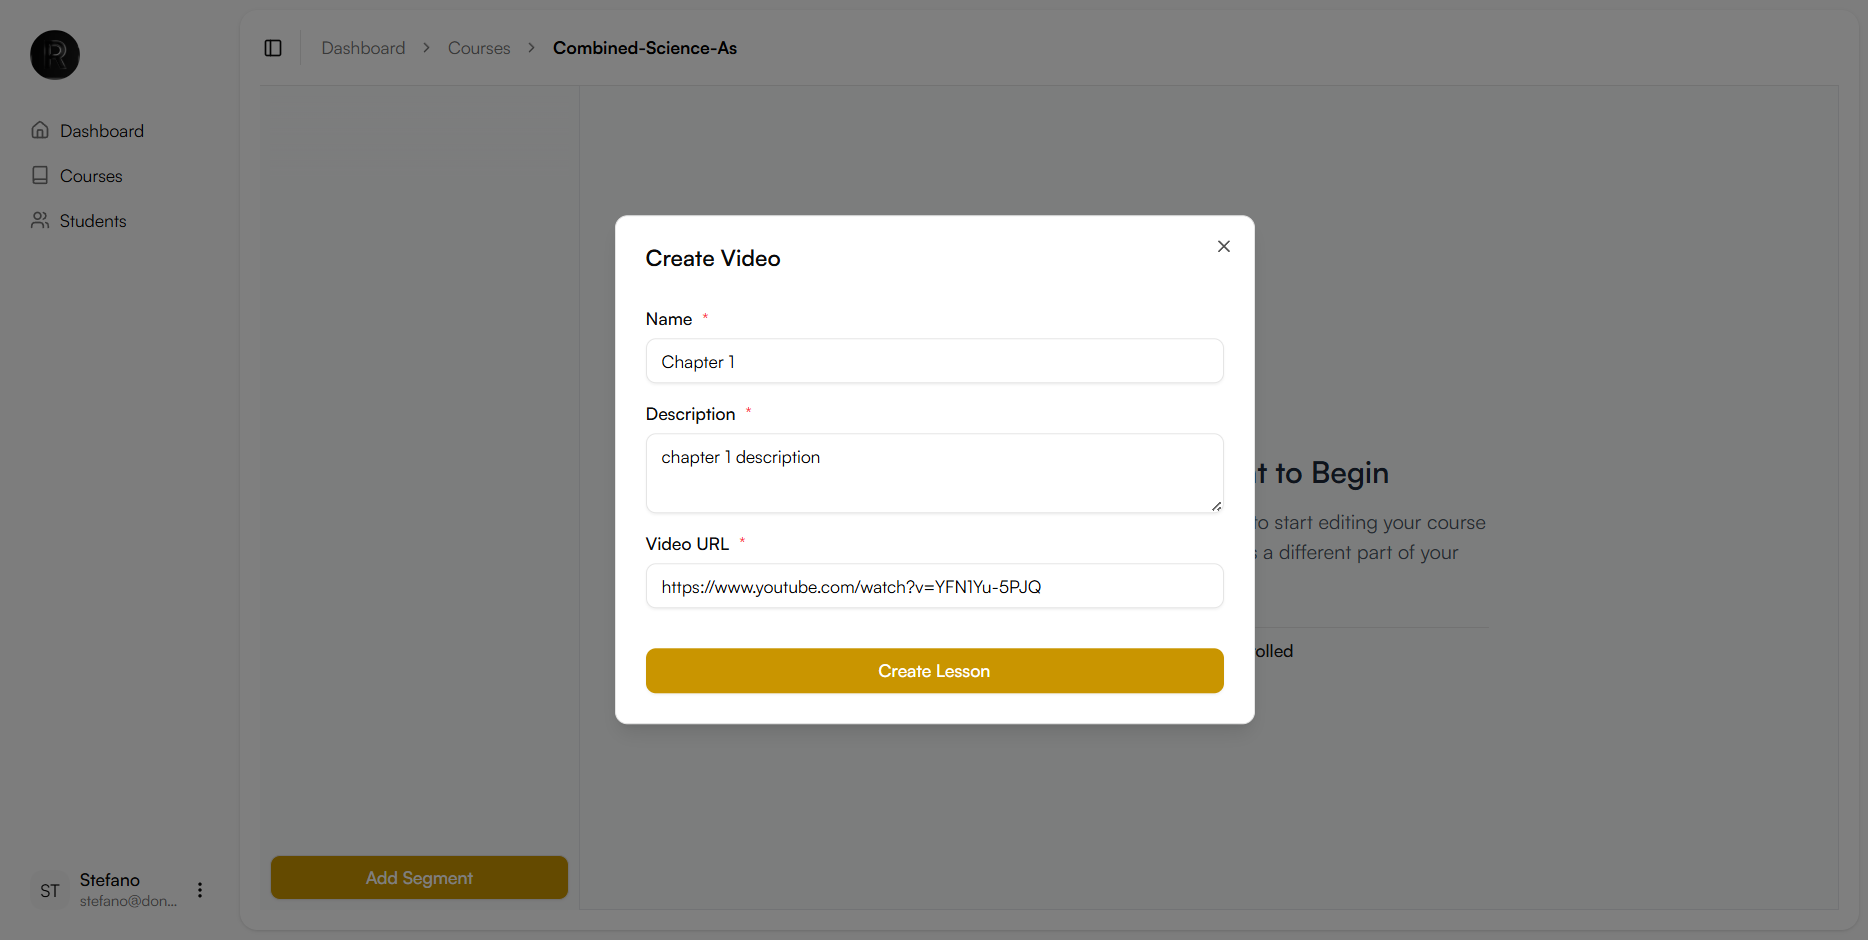 R
Dashboard
Courses
Students
Dashboard > Courses > Combined-Science-As
Create Video
Name *
Chapter 1
Description *
chapter 1 description
Video URL *
https://www.youtube.com/watch?v=YFN1Yu-5PJQ
Create Lesson
to Begin
to start editing your course
a different part of your
olled
Add Segment
ST
Stefano
stefano@don...